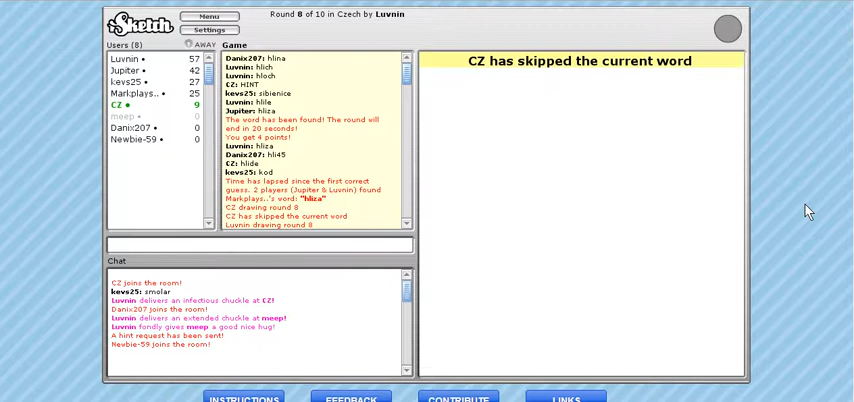 iSketch
Menu
Settings
Round 8 of 10 in Czech by Luvnin
Users (8)
AWAY
Game
Luvnin • 57
Jupiter • 42
kevs25 • 27
Markplays.. • 25
CZ • 9
meep • 0
Danix207 • 0
Newbie-59 • 0
Danix207: hlina
Luvnin: hlich
Luvnin: hloch
CZ: HINT
kevs25: sibienice
Luvnin: hlile
Jupiter: hliza
The word has been found! The round will
end in 20 seconds!
You get 4 points!
Luvnin: hliza
Danix207: hli45
CZ: hlide
kevs25: kod
Time has lapsed since the first correct
guess. 2 players (Jupiter & Luvnin) found
Markplays..'s word: "hliza"
CZ drawing round 8
CZ has skipped the current word
Luvnin drawing round 8
CZ has skipped the current word
Chat
CZ joins the room!
kevs25: smolar
Luvnin delivers an infectious chuckle at CZ!
Danix207 joins the room!
Luvnin delivers an extended chuckle at meep!
Luvnin fondly gives meep a good nice hug!
A hint request has been sent!
Newbie-59 joins the room!
INSTRUCTIONS
FEEDBACK
CONTRIBUTE
LINKS